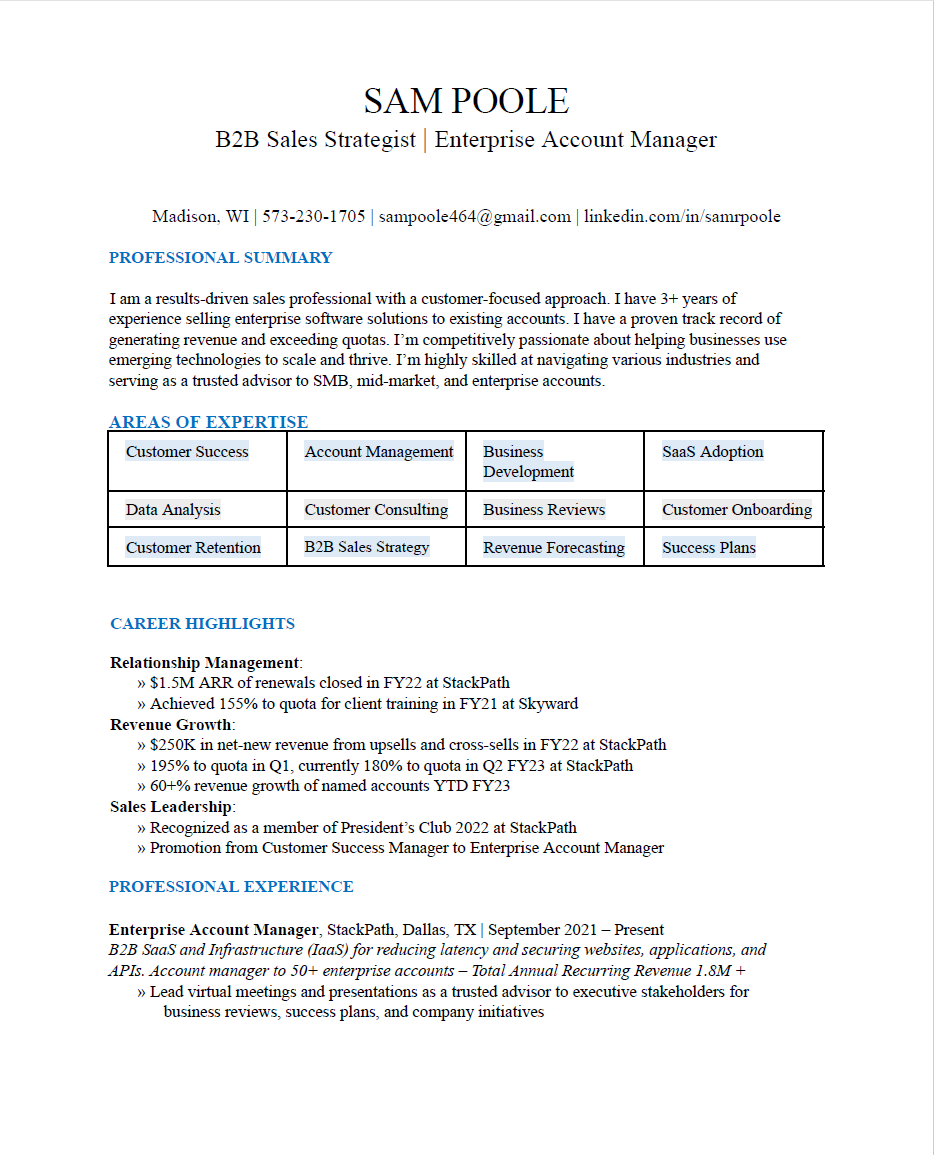 SAM POOLE
B2B Sales Strategist | Enterprise Account Manager
Madison, WI | 573-230-1705 | sampoole464@gmail.com | linkedin.com/in/samrpoole
PROFESSIONAL SUMMARY
I am a results-driven sales professional with a customer-focused approach. I have 3+ years of
experience selling enterprise software solutions to existing accounts. I have a proven track record of
generating revenue and exceeding quotas. I’m competitively passionate about helping businesses use
emerging technologies to scale and thrive. I’m highly skilled at navigating various industries and
serving as a trusted advisor to SMB, mid-market, and enterprise accounts.
AREAS OF EXPERTISE
Customer Success
Account Management
Business
Development
SaaS Adoption
Data Analysis
Customer Consulting
Business Reviews
Customer Onboarding
Customer Retention
B2B Sales Strategy
Revenue Forecasting
Success Plans
CAREER HIGHLIGHTS
Relationship Management:
» $1.5M ARR of renewals closed in FY22 at StackPath
» Achieved 155% to quota for client training in FY21 at Skyward
Revenue Growth:
» $250K in net-new revenue from upsells and cross-sells in FY22 at StackPath
» 195% to quota in Q1, currently 180% to quota in Q2 FY23 at StackPath
» 60+% revenue growth of named accounts YTD FY23
Sales Leadership:
» Recognized as a member of President’s Club 2022 at StackPath
» Promotion from Customer Success Manager to Enterprise Account Manager
PROFESSIONAL EXPERIENCE
Enterprise Account Manager, StackPath, Dallas, TX | September 2021 – Present
B2B SaaS and Infrastructure (IaaS) for reducing latency and securing websites, applications, and
APIs. Account manager to 50+ enterprise accounts – Total Annual Recurring Revenue 1.8M +
» Lead virtual meetings and presentations as a trusted advisor to executive stakeholders for
business reviews, success plans, and company initiatives